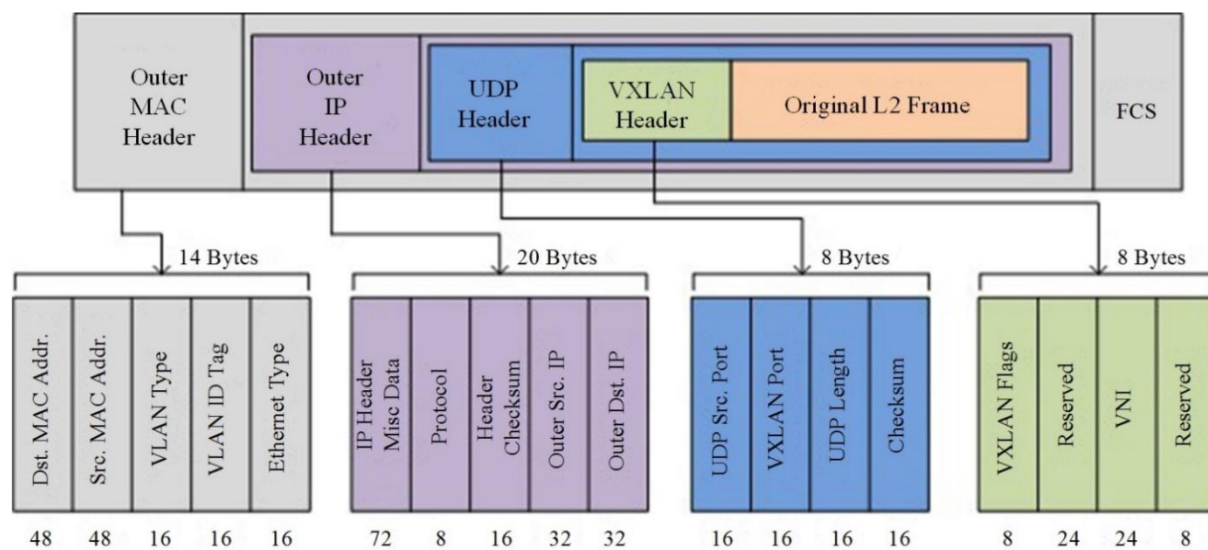 Outer
MAC
Header
Outer
IP
Header
UDP
Header
VXLAN
Header
Original L2 Frame
FCS
14 Bytes
20 Bytes
8 Bytes
8 Bytes
Dst. MAC Addr.
Src. MAC Addr.
VLAN Type
VLAN ID Tag
Ethernet Type
IP Header
Misc Data
Protocol
Header
Checksum
Outer Src. IP
Outer Dst. IP
UDP Src. Port
VXLAN Port
UDP Length
Checksum
VXLAN Flags
Reserved
VNI
Reserved
48 48 16 16 16 72 8 16 32 32 16 16 16 16 8 24 24 8